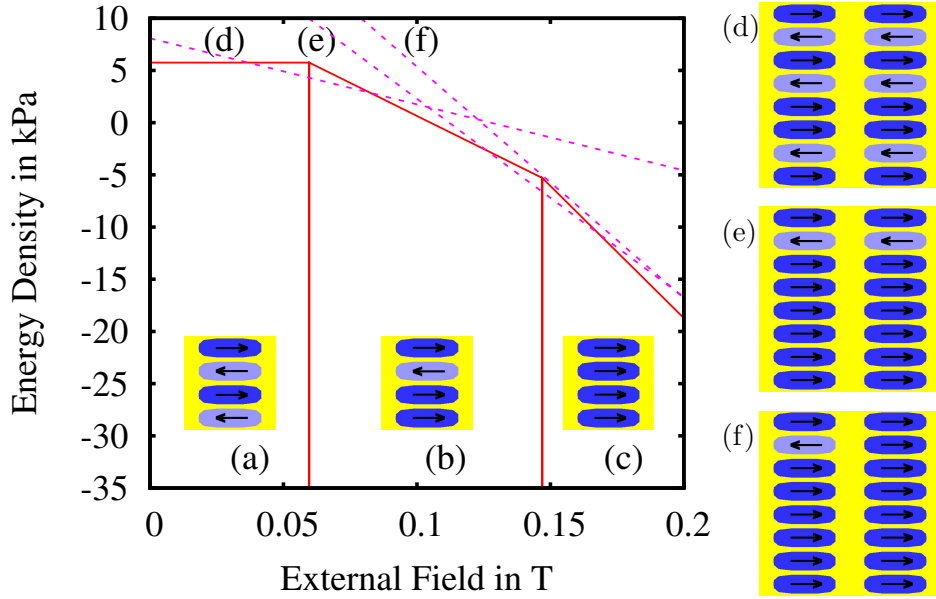 10
5
0
-5
-10
-15
-20
-25
-30
-35
Energy Density in kPa
(d) (e) (f)
(a) (b) (c)
0 0.05 0.1 0.15 0.2
External Field in T
(d)
(e)
(f)